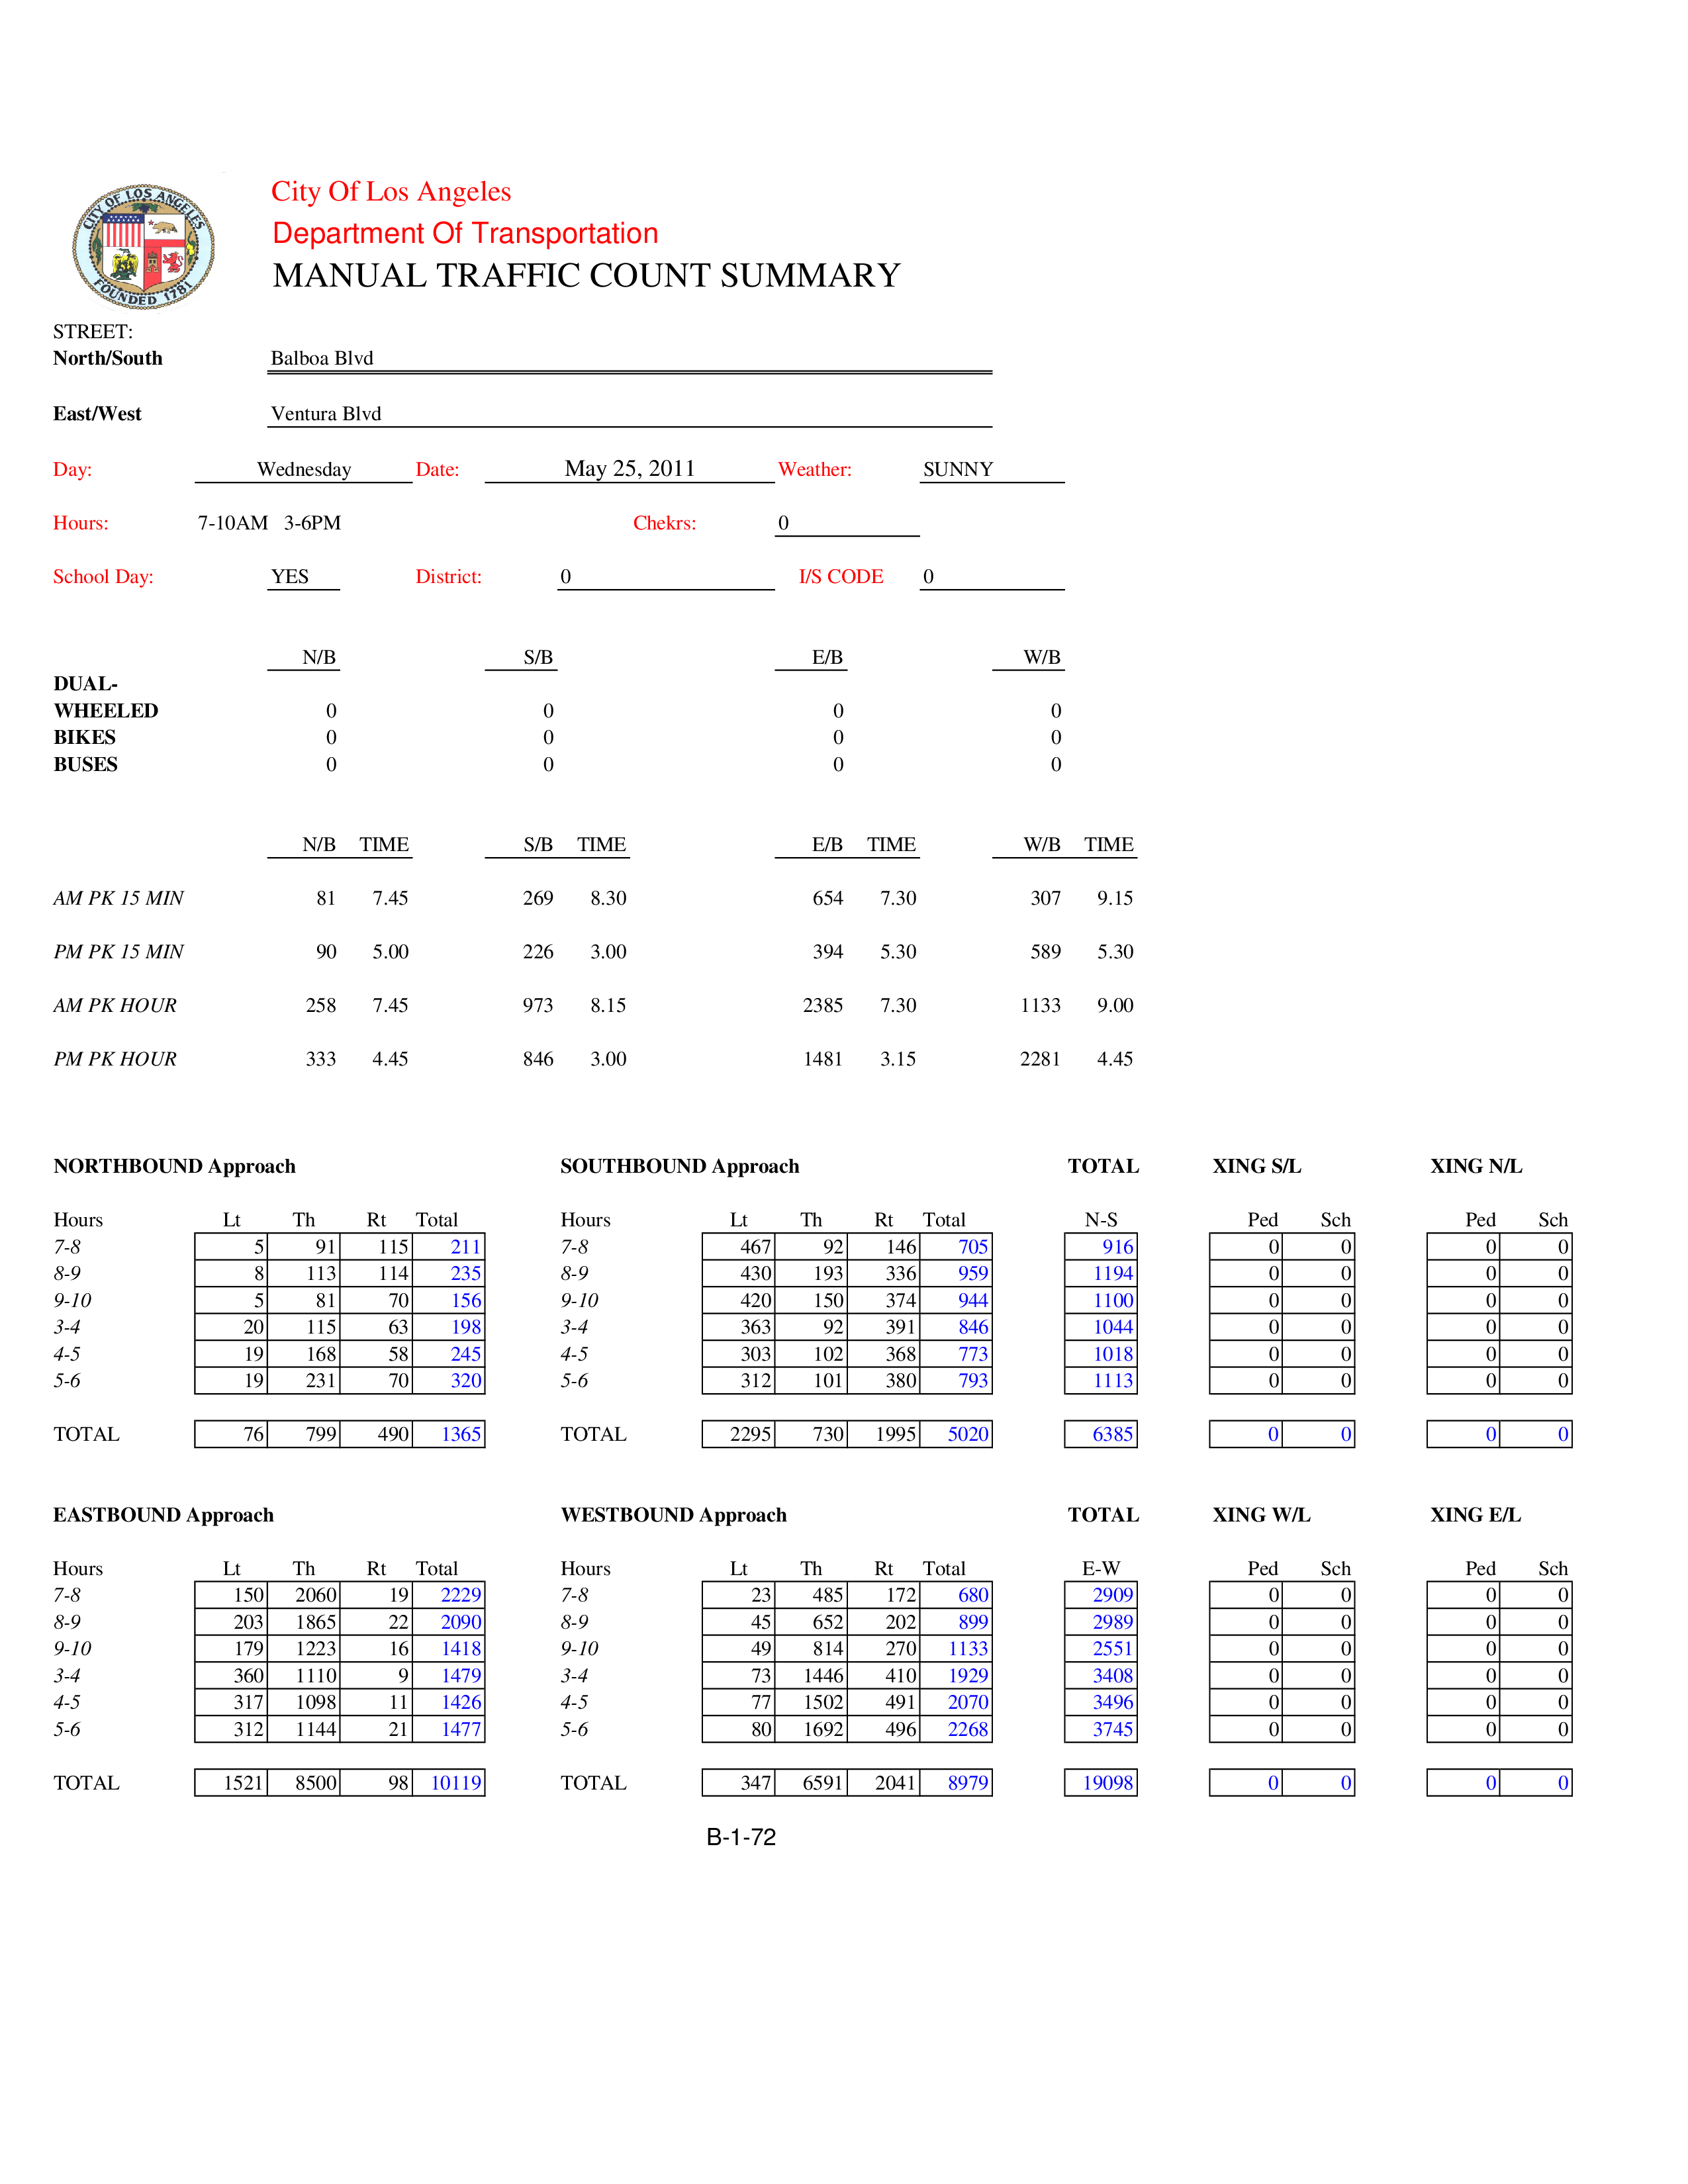 CITY OF LOS ANGELES
FOUNDED 1781
City Of Los Angeles
Department Of Transportation
MANUAL TRAFFIC COUNT SUMMARY
STREET:
North/South Balboa Blvd
East/West Ventura Blvd
Day: Wednesday Date: May 25, 2011 Weather: SUNNY
Hours: 7-10AM 3-6PM Chekrs: 0
School Day: YES District: 0 I/S CODE 0
N/B S/B E/B W/B
DUAL-
WHEELED 0 0 0 0
BIKES 0 0 0 0
BUSES 0 0 0 0
N/B TIME S/B TIME E/B TIME W/B TIME
AM PK 15 MIN 81 7.45 269 8.30 654 7.30 307 9.15
PM PK 15 MIN 90 5.00 226 3.00 394 5.30 589 5.30
AM PK HOUR 258 7.45 973 8.15 2385 7.30 1133 9.00
PM PK HOUR 333 4.45 846 3.00 1481 3.15 2281 4.45
NORTHBOUND Approach SOUTHBOUND Approach TOTAL XING S/L XING N/L
Hours Lt Th Rt Total Hours Lt Th Rt Total N-S Ped Sch Ped Sch
7-8 5 91 115 211 7-8 467 92 146 705 916 0 0 0 0
8-9 8 113 114 235 8-9 430 193 336 959 1194 0 0 0 0
9-10 5 81 70 156 9-10 420 150 374 944 1100 0 0 0 0
3-4 20 115 63 198 3-4 363 92 391 846 1044 0 0 0 0
4-5 19 168 58 245 4-5 303 102 368 773 1018 0 0 0 0
5-6 19 231 70 320 5-6 312 101 380 793 1113 0 0 0 0
TOTAL 76 799 490 1365 TOTAL 2295 730 1995 5020 6385 0 0 0 0
EASTBOUND Approach WESTBOUND Approach TOTAL XING W/L XING E/L
Hours Lt Th Rt Total Hours Lt Th Rt Total E-W Ped Sch Ped Sch
7-8 150 2060 19 2229 7-8 23 485 172 680 2909 0 0 0 0
8-9 203 1865 22 2090 8-9 45 652 202 899 2989 0 0 0 0
9-10 179 1223 16 1418 9-10 49 814 270 1133 2551 0 0 0 0
3-4 360 1110 9 1479 3-4 73 1446 410 1929 3408 0 0 0 0
4-5 317 1098 11 1426 4-5 77 1502 491 2070 3496 0 0 0 0
5-6 312 1144 21 1477 5-6 80 1692 496 2268 3745 0 0 0 0
TOTAL 1521 8500 98 10119 TOTAL 347 6591 2041 8979 19098 0 0 0 0
B-1-72